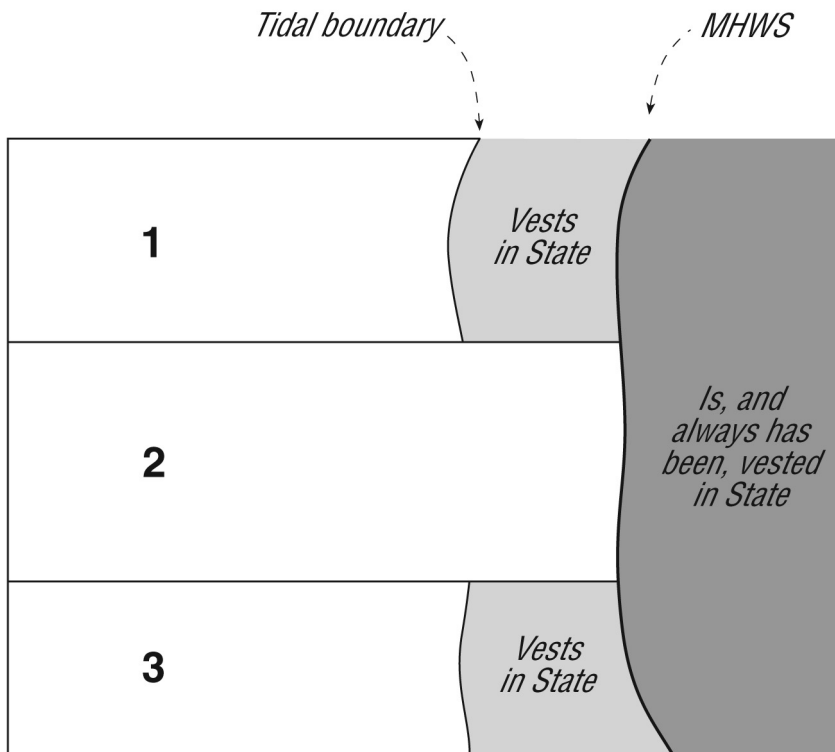 Tidal boundary
MHWS
1
Vests
in State
2
Is, and
always has
been, vested
in State
3
Vests
in State